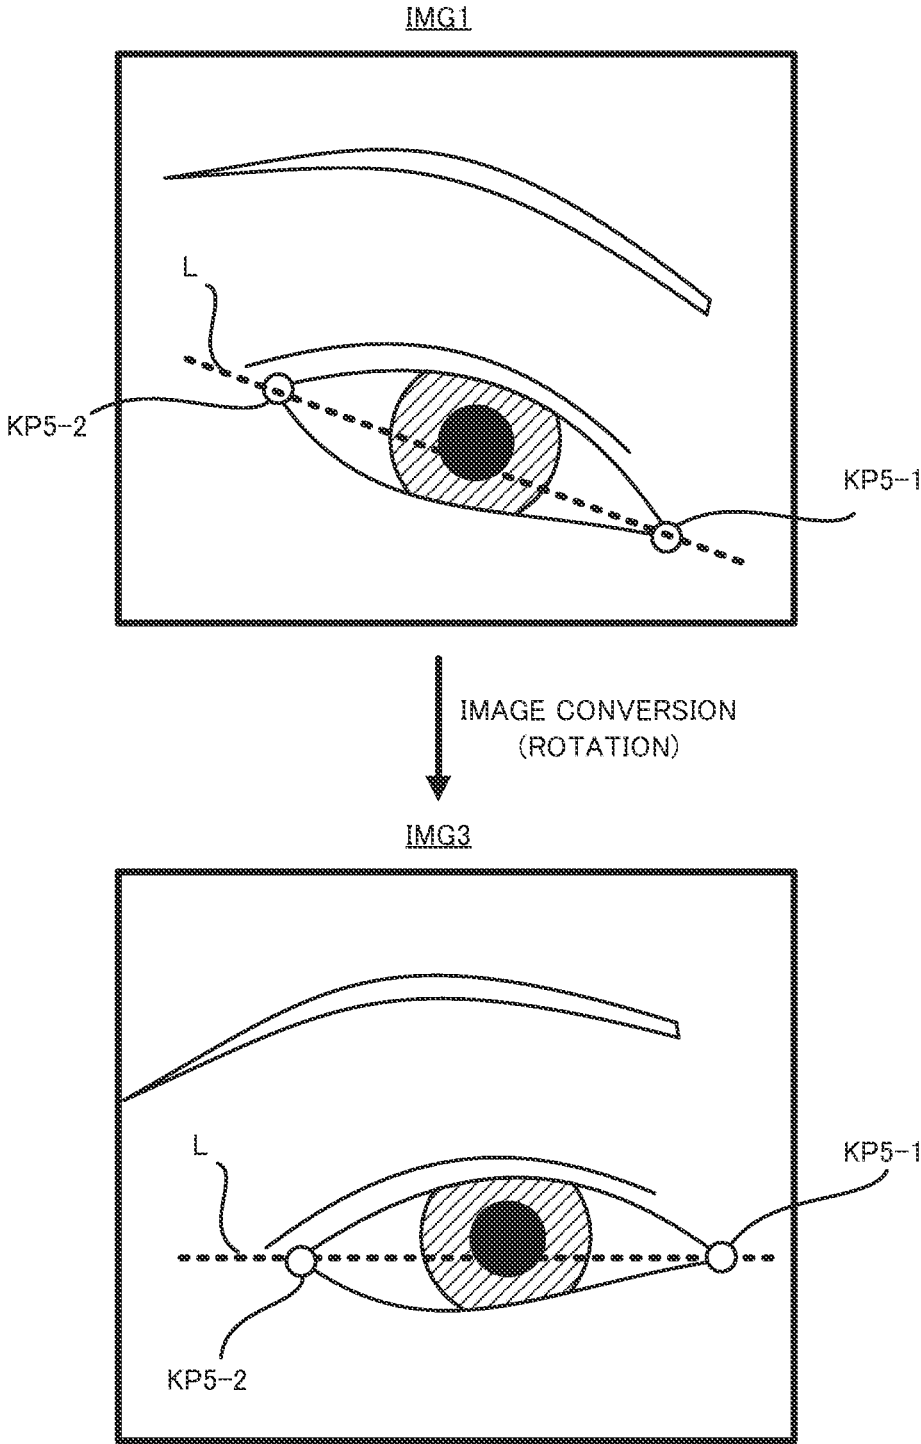 IMG1
L
KP5-2
KP5-1
IMAGE CONVERSION
(ROTATION)
IMG3
L
KP5-1
KP5-2